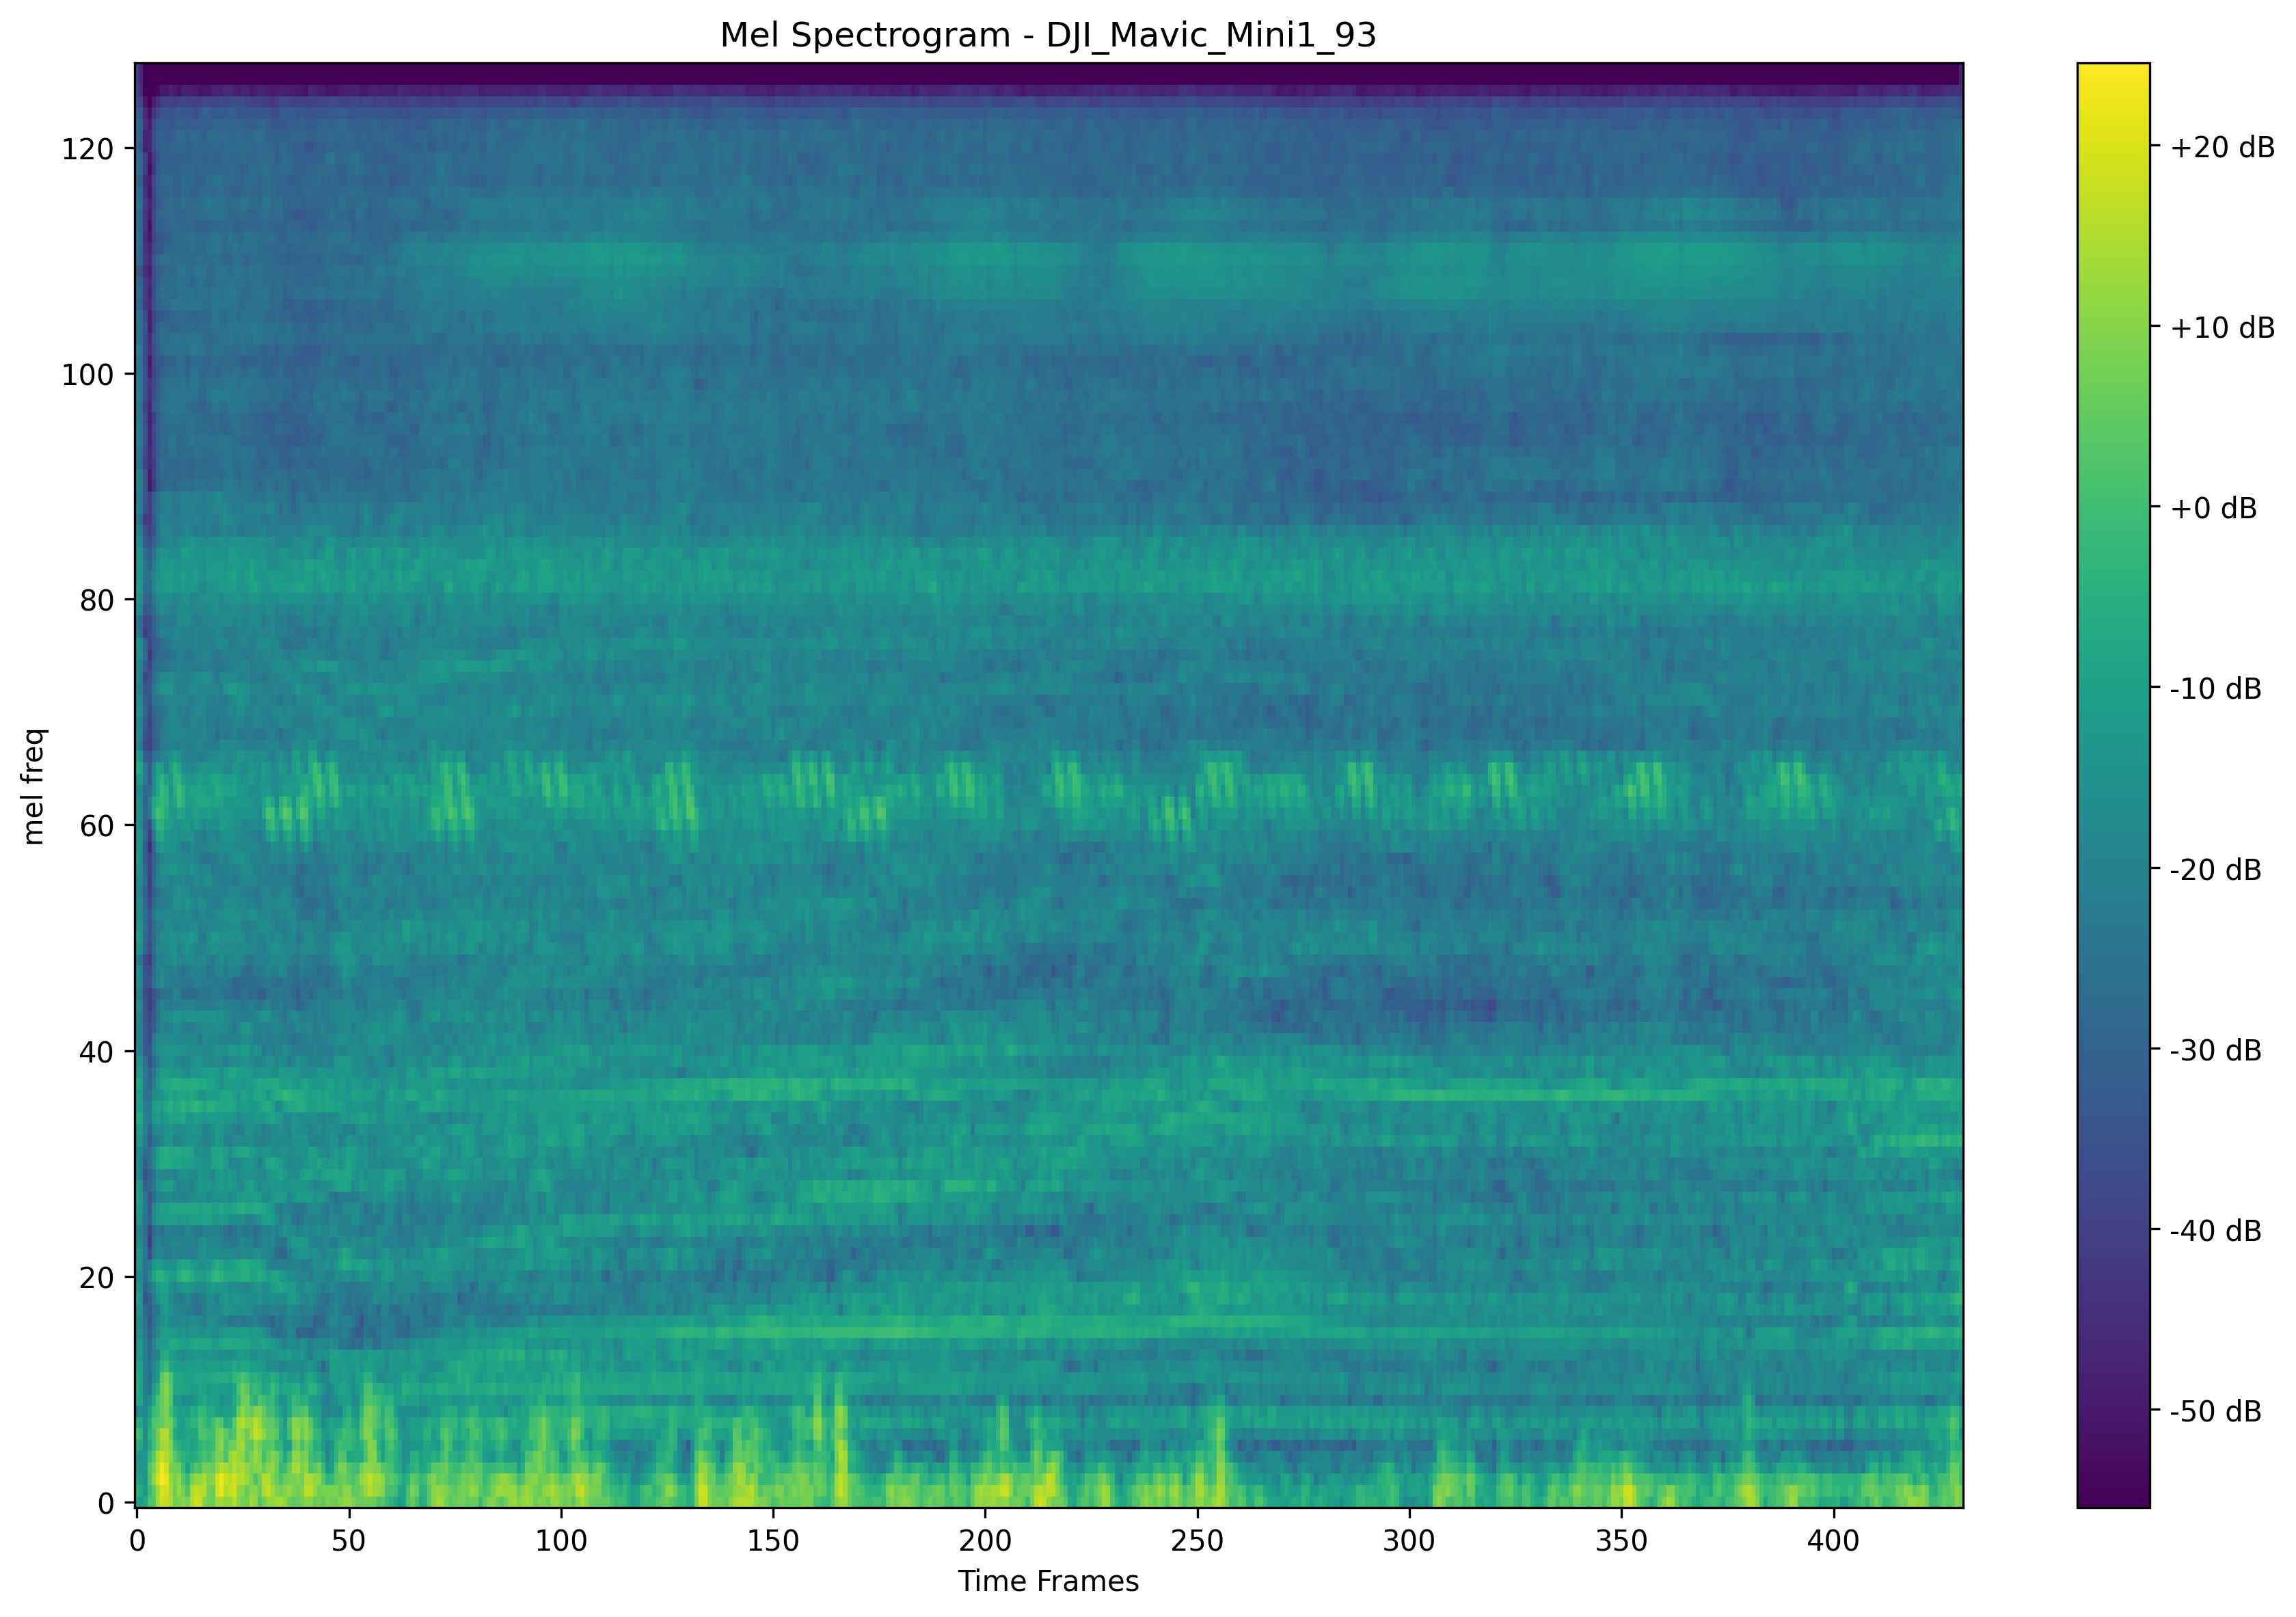 Mel Spectrogram - DJI_Mavic_Mini1_93
mel freq
120
100
80
60
40
20
0
0 50 100 150 200 250 300 350 400
Time Frames
+20 dB
+10 dB
+0 dB
-10 dB
-20 dB
-30 dB
-40 dB
-50 dB